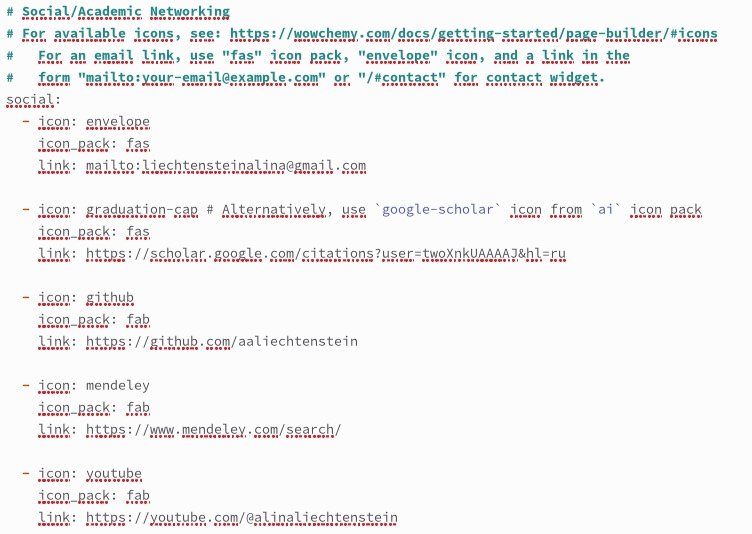 # Social/Academic Networking
# For available icons, see: https://wowchemy.com/docs/getting-started/page-builder/#icons
#   For an email link, use "fas" icon pack, "envelope" icon, and a link in the
#   form "mailto:your-email@example.com" or "/#contact" for contact widget.
social:
  - icon: envelope
    icon_pack: fas
    link: mailto:liechtensteinalina@gmail.com

  - icon: graduation-cap # Alternatively, use `google-scholar` icon from `ai` icon pack
    icon_pack: fas
    link: https://scholar.google.com/citations?user=twoXnkUAAAAJ&hl=ru

  - icon: github
    icon_pack: fab
    link: https://github.com/aaliechtenstein

  - icon: mendeley
    icon_pack: fab
    link: https://www.mendeley.com/search/

  - icon: youtube
    icon_pack: fab
    link: https://youtube.com/@alinaliechtenstein